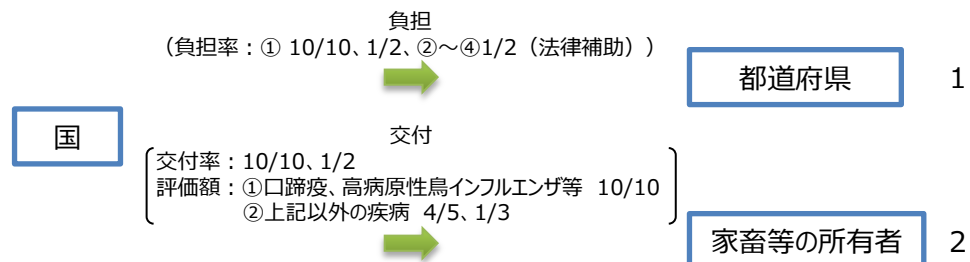 負担
（負担率：① 10/10、1/2、②～④1/2（法律補助））
都道府県
1
国
交付
交付率：10/10、1/2
評価額：①口蹄疫、高病原性鳥インフルエンザ等 10/10
②上記以外の疾病 4/5、1/3
家畜等の所有者
2